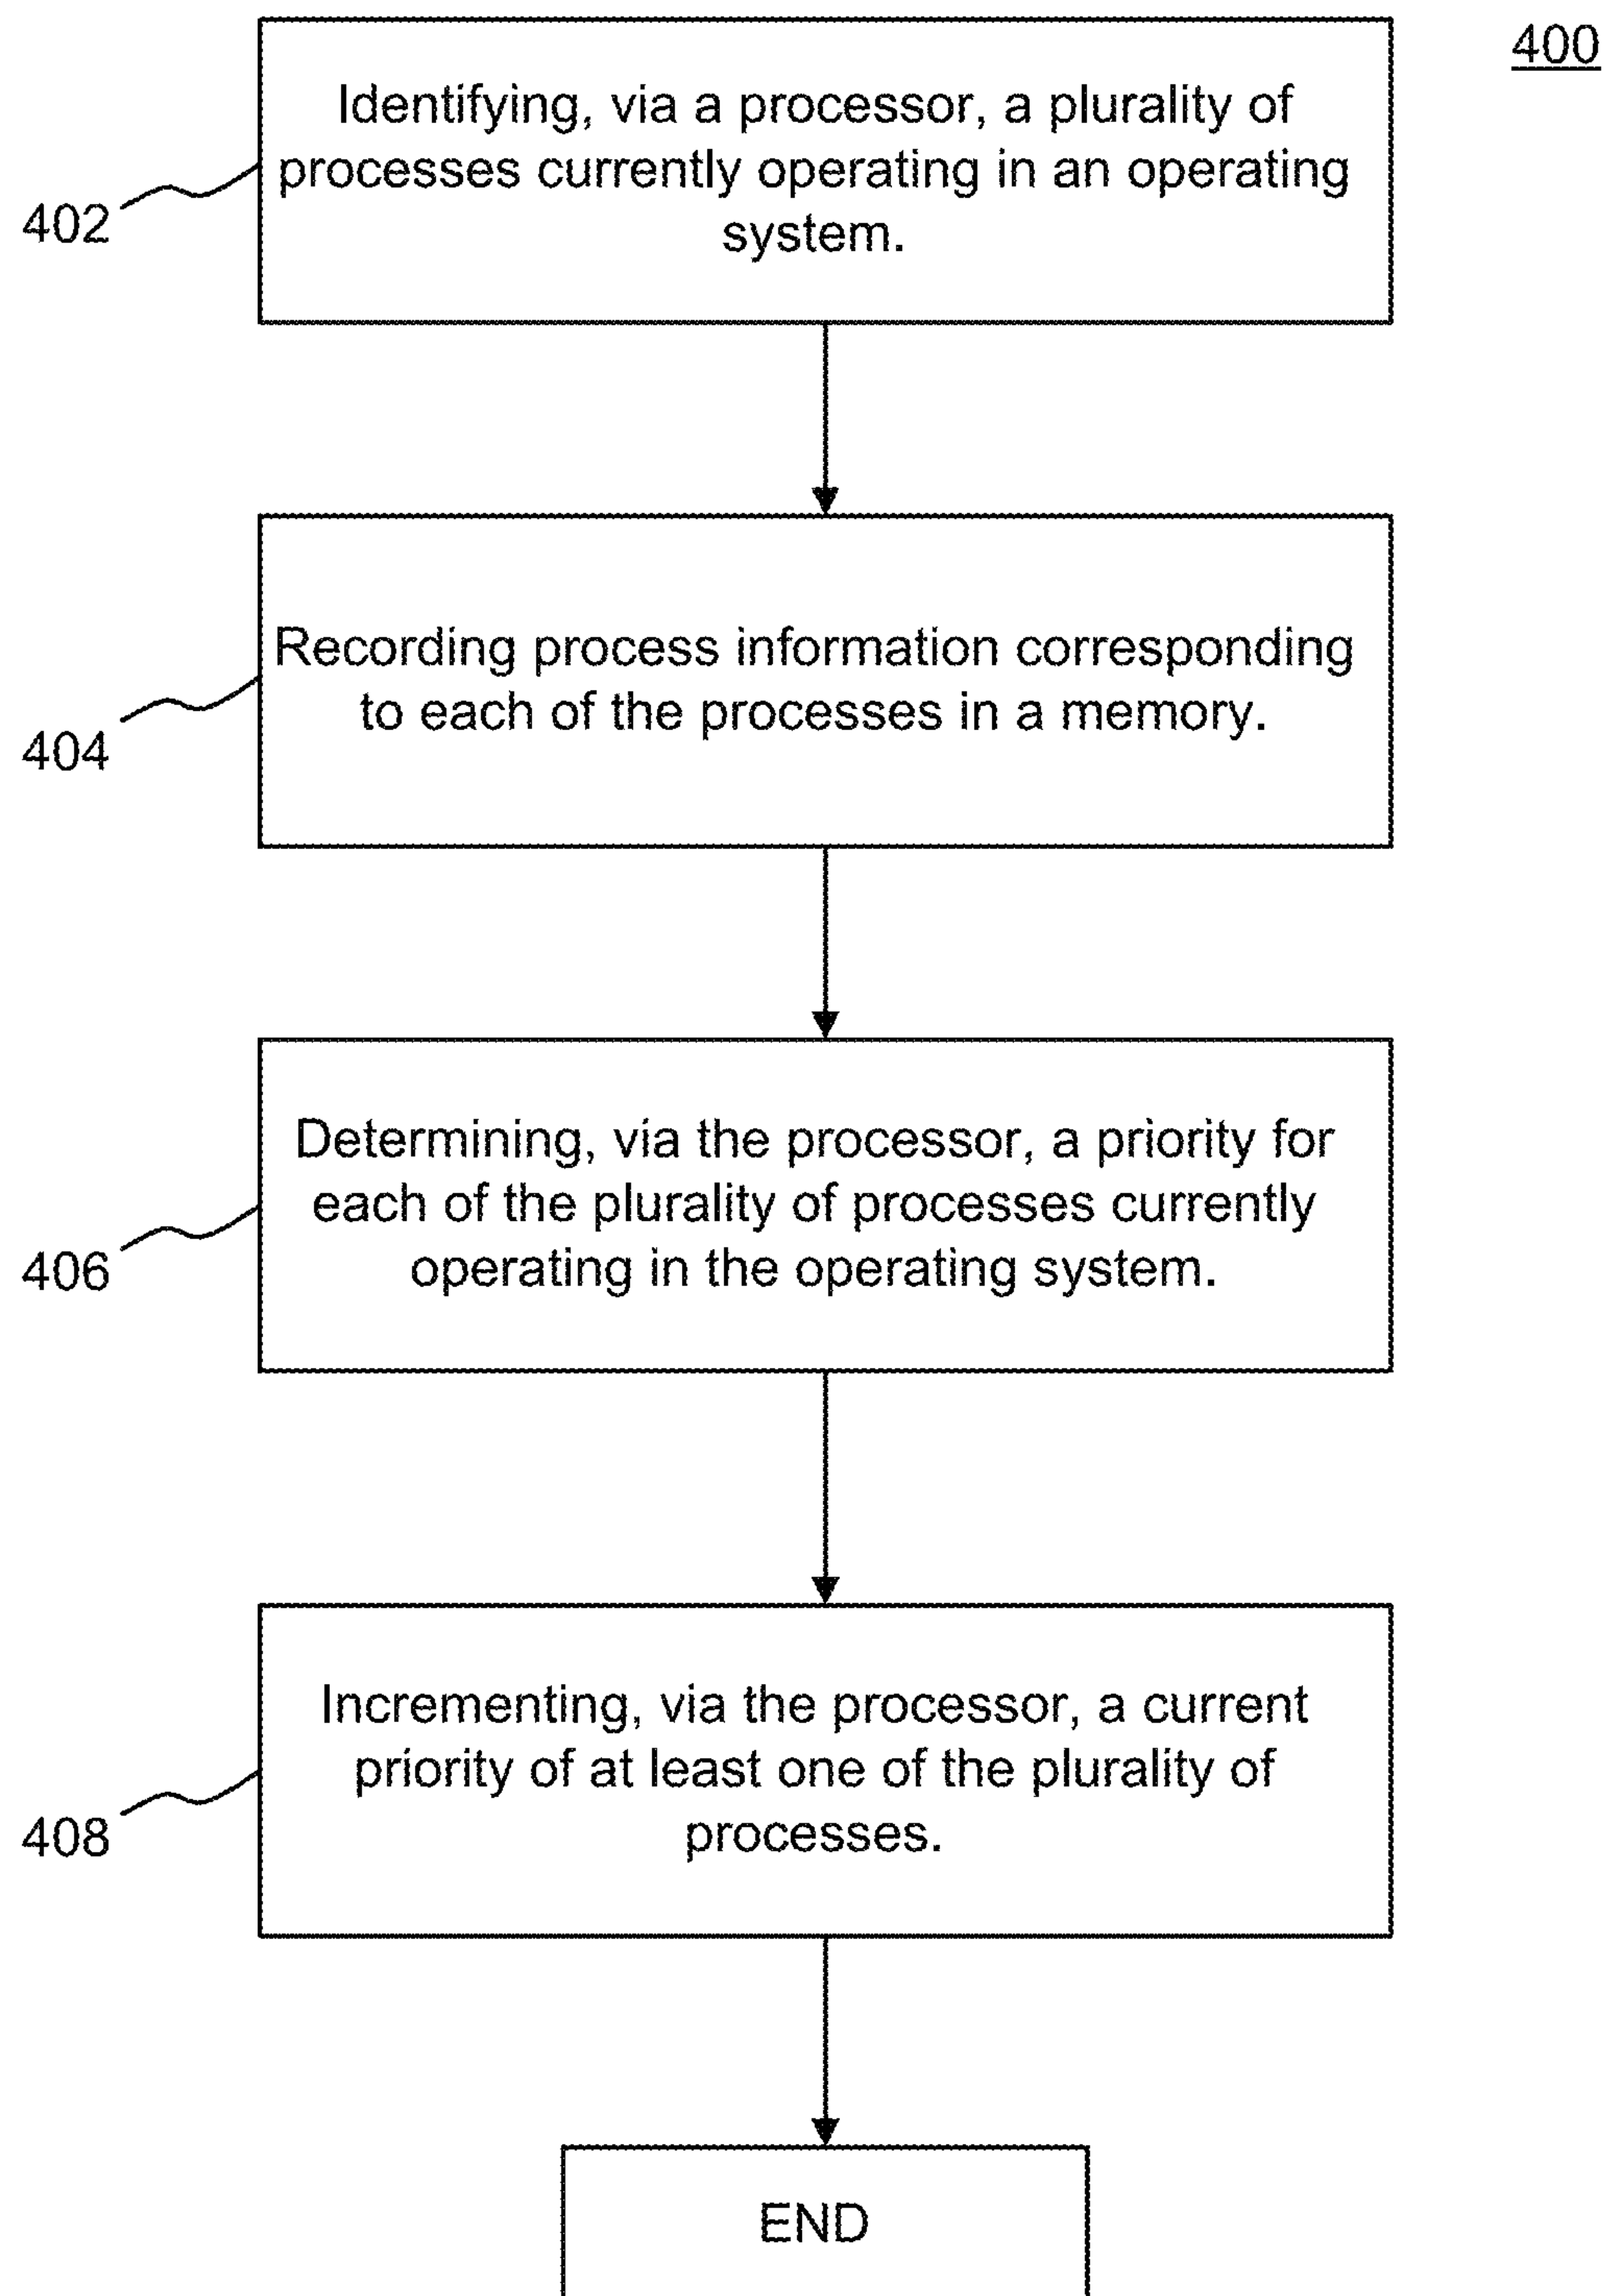 400
Identifying, via a processor, a plurality of
processes currently operating in an operating
system.
402
Recording process information corresponding
to each of the processes in a memory.
404
Determining, via the processor, a priority for
each of the plurality of processes currently
operating in the operating system.
406
Incrementing, via the processor, a current
priority of at least one of the plurality of
processes.
408
END